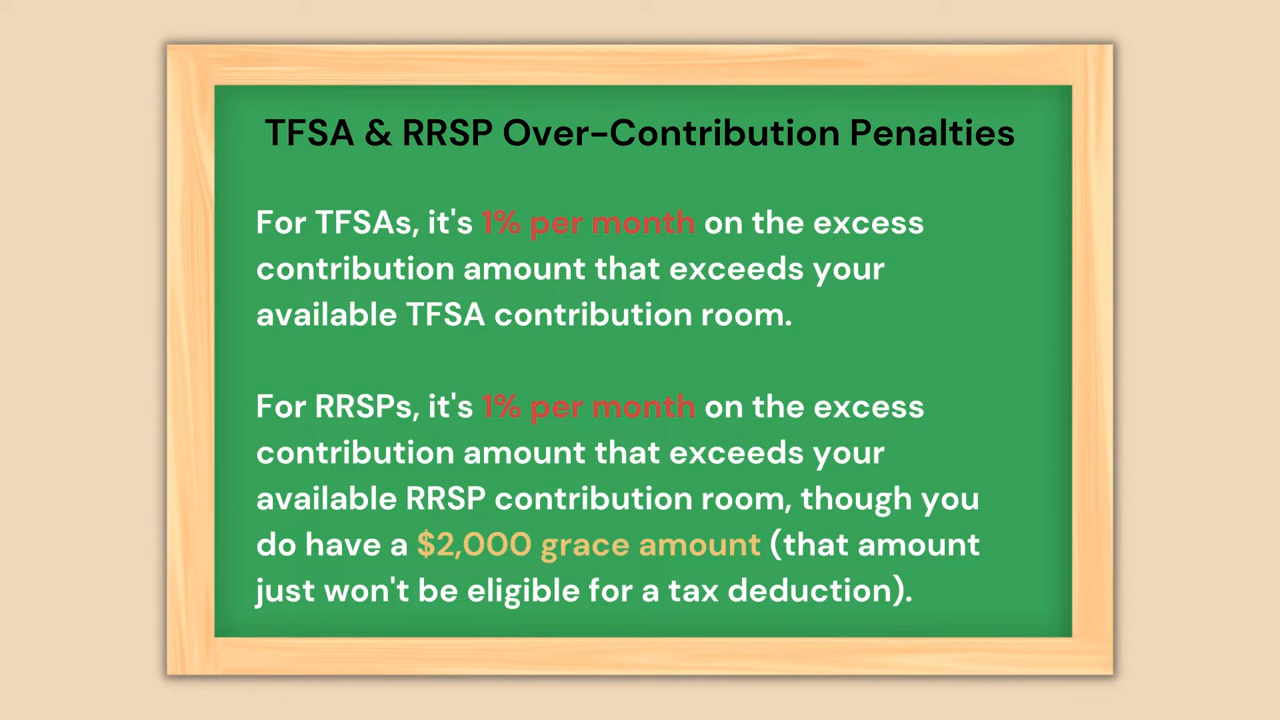 TFSA & RRSP Over-Contribution Penalties
For TFSAs, it's 1% per month on the excess
contribution amount that exceeds your
available TFSA contribution room.
For RRSPs, it's 1% per month on the excess
contribution amount that exceeds your
available RRSP contribution room, though you
do have a $2,000 grace amount (that amount
just won't be eligible for a tax deduction).